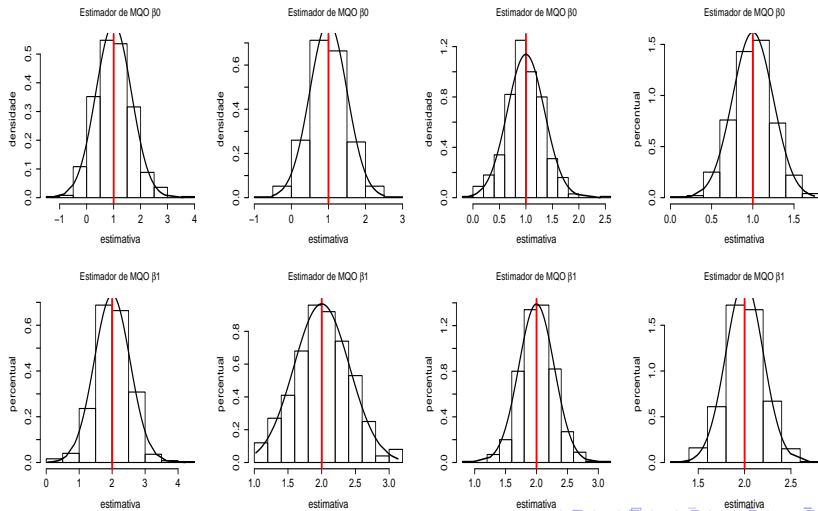 Estimador de MQO β0
densidade
0.0 0.1 0.2 0.3 0.4 0.5
−1 0 1 2 3 4
estimativa
Estimador de MQO β0
densidade
0.0 0.2 0.4 0.6
−1 0 1 2 3
estimativa
Estimador de MQO β0
densidade
0.0 0.4 0.8 1.2
0.0 0.5 1.0 1.5 2.0 2.5
estimativa
Estimador de MQO β0
percentual
0.0 0.5 1.0 1.5
0.0 0.5 1.0 1.5
estimativa
Estimador de MQO β1
percentual
0.0 0.2 0.4 0.6
0 1 2 3 4
estimativa
Estimador de MQO β1
percentual
0.0 0.2 0.4 0.6 0.8
1.0 1.5 2.0 2.5 3.0
estimativa
Estimador de MQO β1
percentual
0.0 0.4 0.8 1.2
1.0 1.5 2.0 2.5 3.0
estimativa
Estimador de MQO β1
percentual
0.0 0.5 1.0 1.5
1.5 2.0 2.5
estimativa